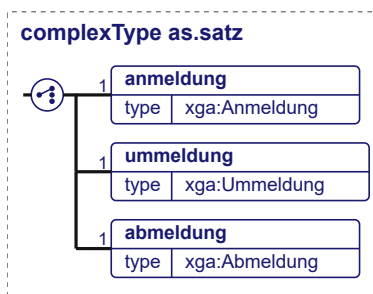 complexType as.satz
1 anmeldung
type xga:Anmeldung
1 ummeldung
type xga:Ummeldung
1 abmeldung
type xga:Abmeldung